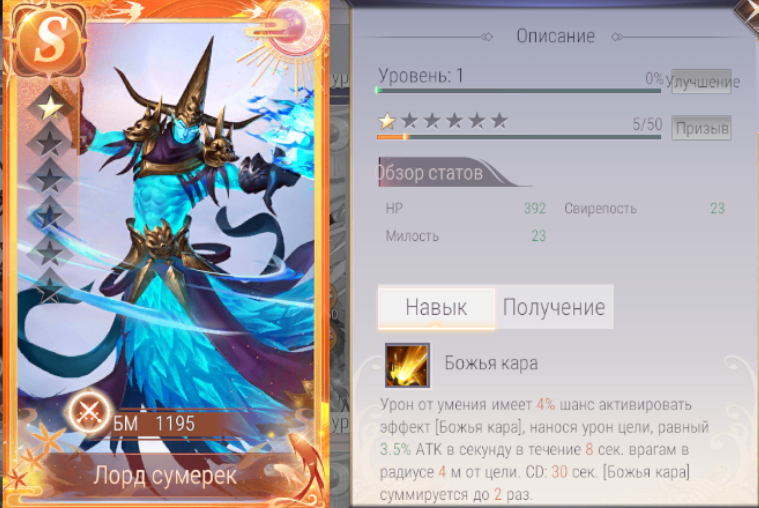 S
БМ 1195
Лорд сумерек
Описание
Уровень: 1
0%
Улучшение
5/50
Призыв
Обзор статов
HP 392 Свирепость 23
Милость 23
Навык Получение
Божья кара
Урон от умения имеет 4% шанс активировать
эффект [Божья кара], нанося урон цели, равный
3.5% ATK в секунду в течение 8 сек. врагам в
радиусе 4 м от цели. CD: 30 сек. [Божья кара]
суммируется до 2 раз.